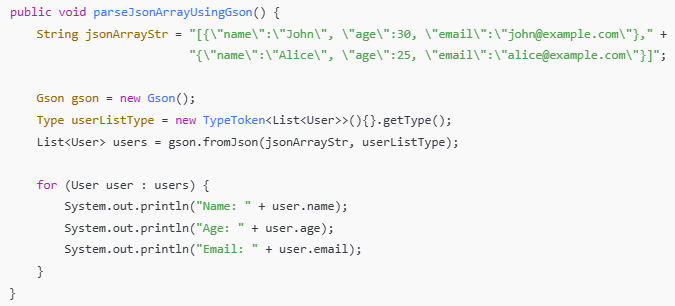 public void parseJsonArrayUsingGson() {
    String jsonArrayStr = "[{\"name\":\"John\", \"age\":30, \"email\":\"john@example.com\"}," +
                          "{\"name\":\"Alice\", \"age\":25, \"email\":\"alice@example.com\"}]";

    Gson gson = new Gson();
    Type userListType = new TypeToken<List<User>>(){}.getType();
    List<User> users = gson.fromJson(jsonArrayStr, userListType);

    for (User user : users) {
        System.out.println("Name: " + user.name);
        System.out.println("Age: " + user.age);
        System.out.println("Email: " + user.email);
    }
}